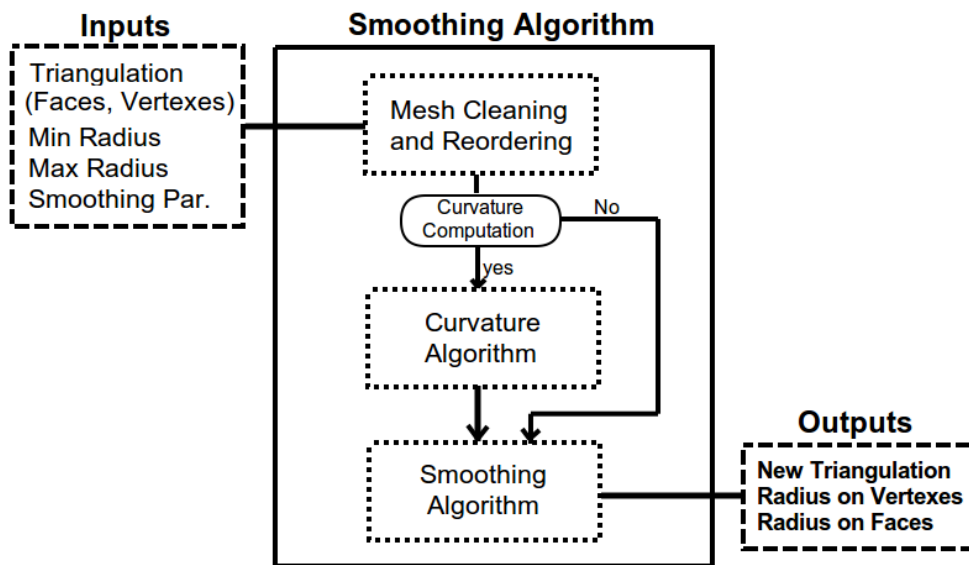 Inputs
Triangulation
(Faces, Vertexes)
Min Radius
Max Radius
Smoothing Par.
Smoothing Algorithm
Mesh Cleaning
and Reordering
Curvature
Computation
No
yes
Curvature
Algorithm
Smoothing
Algorithm
Outputs
New Triangulation
Radius on Vertexes
Radius on Faces